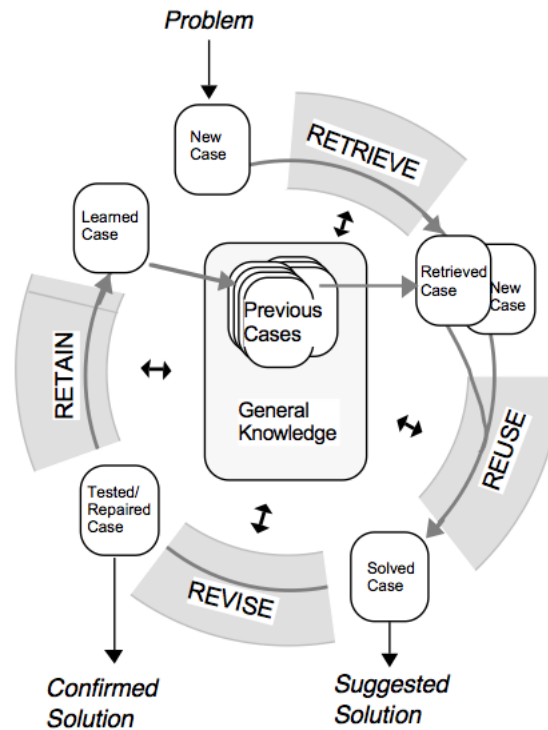 Problem
New
Case
RETRIEVE
Learned
Case
Retrieved
Case
New
Case
Previous
Cases
RETAIN
General
Knowledge
REUSE
Tested/
Repaired
Case
REVISE
Solved
Case
Confirmed
Solution
Suggested
Solution